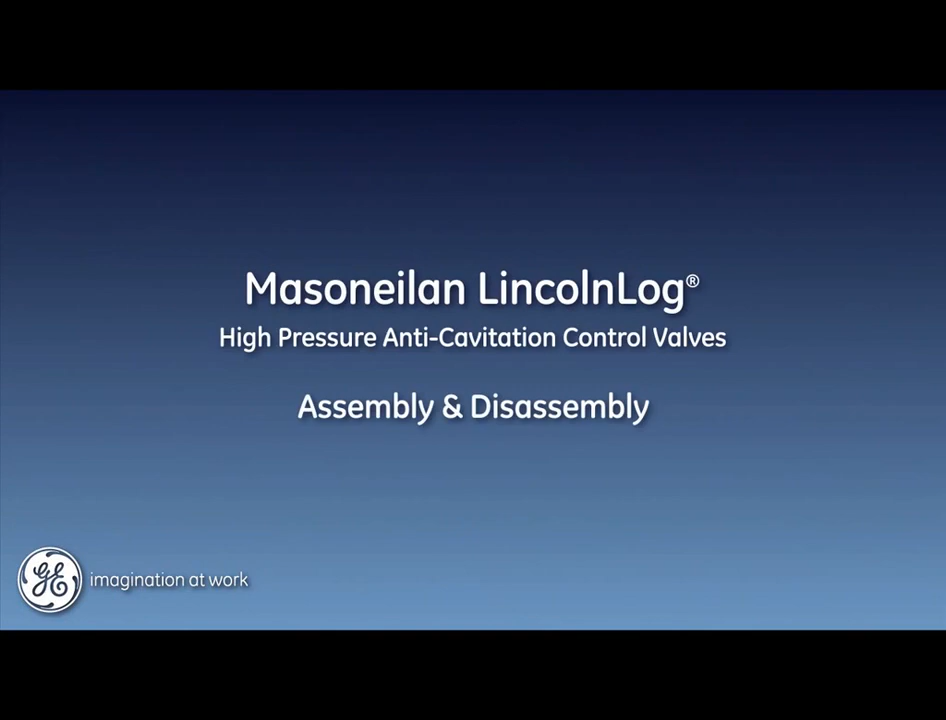 Masoneilan LincolnLog®
High Pressure Anti-Cavitation Control Valves
Assembly & Disassembly
GE imagination at work